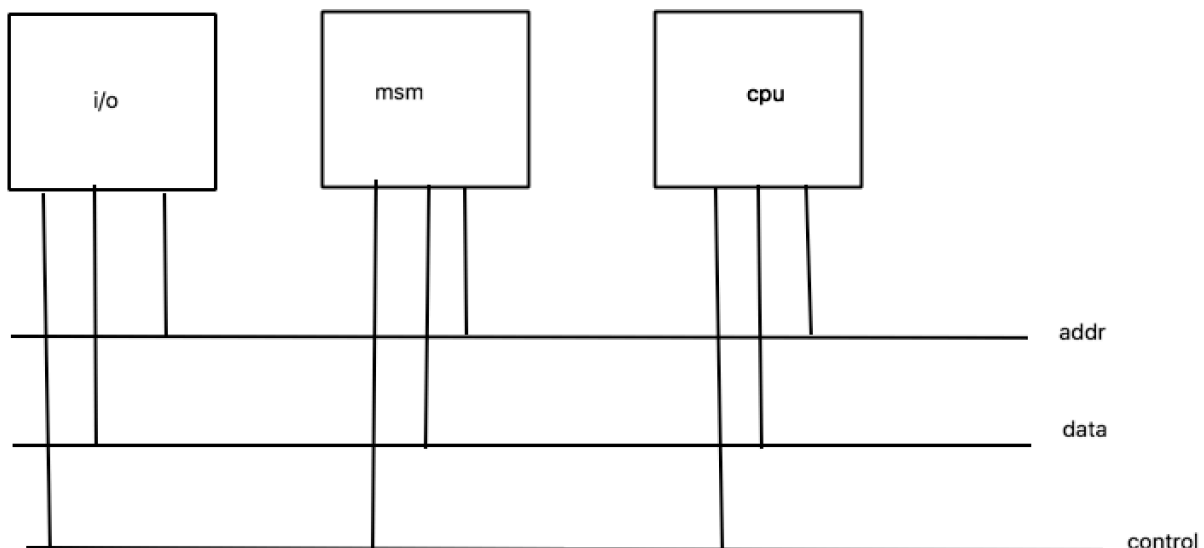 i/o
msm
cpu
addr
data
control